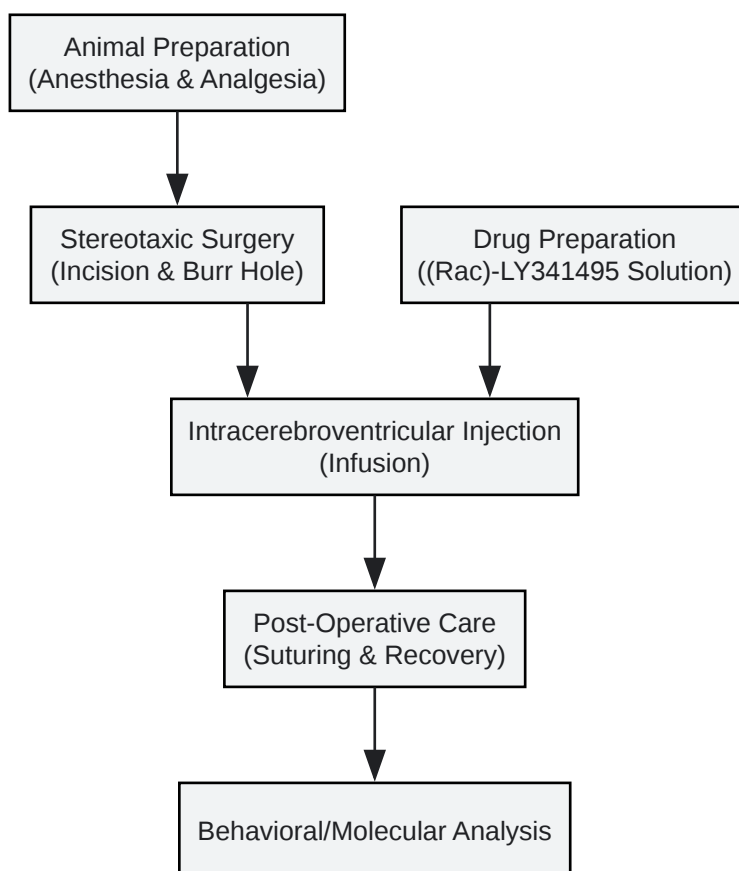 Animal Preparation
(Anesthesia & Analgesia)
Stereotaxic Surgery
(Incision & Burr Hole)
Drug Preparation
((Rac)-LY341495 Solution)
Intracerebroventricular Injection
(Infusion)
Post-Operative Care
(Suturing & Recovery)
Behavioral/Molecular Analysis